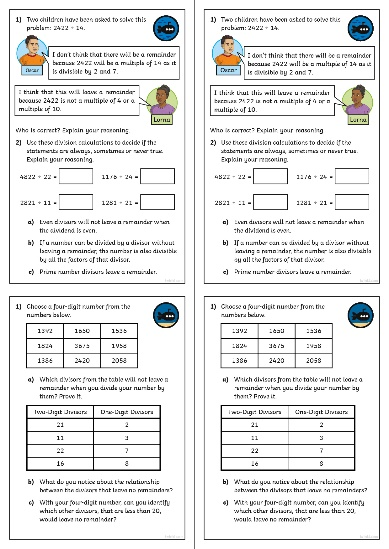 1) Two children have been asked to solve this
problem: 2422 ÷ 14.
I don't think that there will be a remainder
because 2422 will be a multiple of 14 as it
is divisible by 2 and 7.
Oscar
I think that this will leave a remainder
because 2422 is not a multiple of 4 or a
multiple of 10.
Lorna
Who is correct? Explain your reasoning.
2) Use these division calculations to decide if the
statements are always, sometimes or never true.
Explain your reasoning.
4822 ÷ 22 =
1176 ÷ 24 =
2821 ÷ 11 =
1281 ÷ 21 =
a) Even divisors will not leave a remainder when
the dividend is even.
b) If a number can be divided by a divisor without
leaving a remainder, the number is also divisible
by all the factors of that divisor.
c) Prime number divisors leave a remainder.
1) Two children have been asked to solve this
problem: 2422 ÷ 14.
I don't think that there will be a remainder
because 2422 will be a multiple of 14 as it
is divisible by 2 and 7.
Oscar
I think that this will leave a remainder
because 2422 is not a multiple of 4 or a
multiple of 10.
Lorna
Who is correct? Explain your reasoning.
2) Use these division calculations to decide if the
statements are always, sometimes or never true.
Explain your reasoning.
4822 ÷ 22 =
1176 ÷ 24 =
2821 ÷ 11 =
1281 ÷ 21 =
a) Even divisors will not leave a remainder when
the dividend is even.
b) If a number can be divided by a divisor without
leaving a remainder, the number is also divisible
by all the factors of that divisor.
c) Prime number divisors leave a remainder.
1) Choose a four-digit number from the
numbers below.
1392 1650 1536
1824 3675 1958
1386 2420 2058
a) Which divisors from the table will not leave a
remainder when you divide your number by
them? Prove it.
Two-Digit Divisors One-Digit Divisors
21 2
11 3
22 7
16 8
b) What do you notice about the relationship
between the divisors that leave no remainders?
c) With your four-digit number, can you identify
which other divisors, that are less than 20,
would leave no remainder?
1) Choose a four-digit number from the
numbers below.
1392 1650 1536
1824 3675 1958
1386 2420 2058
a) Which divisors from the table will not leave a
remainder when you divide your number by
them? Prove it.
Two-Digit Divisors One-Digit Divisors
21 2
11 3
22 7
16 8
b) What do you notice about the relationship
between the divisors that leave no remainders?
c) With your four-digit number, can you identify
which other divisors, that are less than 20,
would leave no remainder?